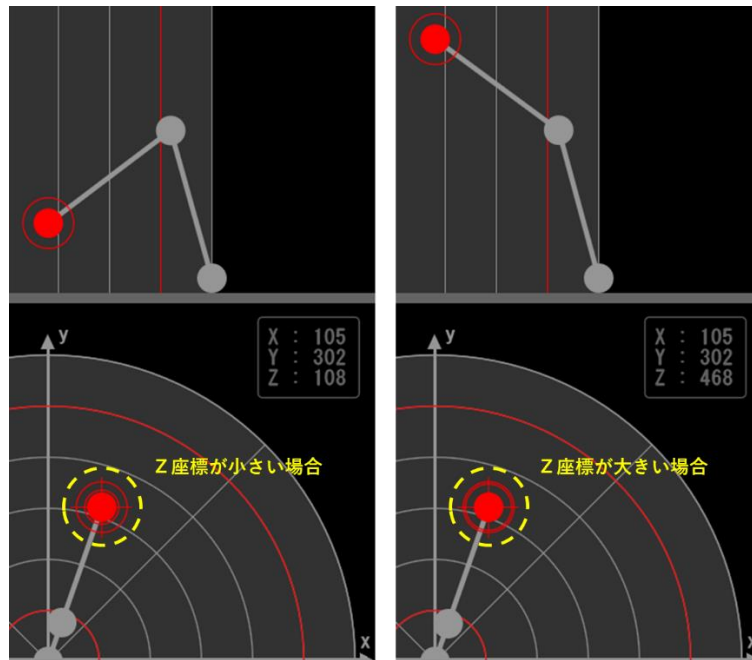 y
X : 105
Y : 302
Z : 108
Z座標が小さい場合
x
y
X : 105
Y : 302
Z : 468
Z座標が大きい場合
x